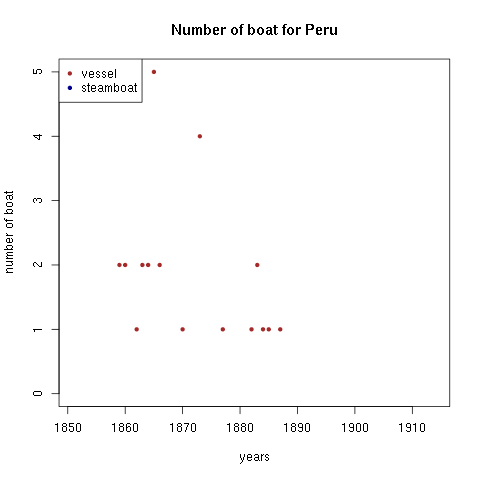 Number of boat for Peru
vessel
steamboat
5
4
3
2
1
0
number of boat
1850 1860 1870 1880 1890 1900 1910
years